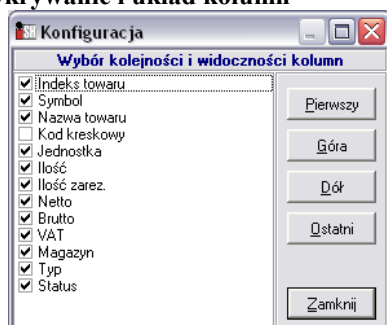 krywanie i układ kolumn
Konfiguracja
Wybór kolejności i widoczności kolumn
Indeks towaru
Symbol
Nazwa towaru
Kod kreskowy
Jednostka
Ilość
Ilość zarez.
Netto
Brutto
VAT
Magazyn
Typ
Status
Pierwszy
Góra
Dół
Ostatni
Zamknij